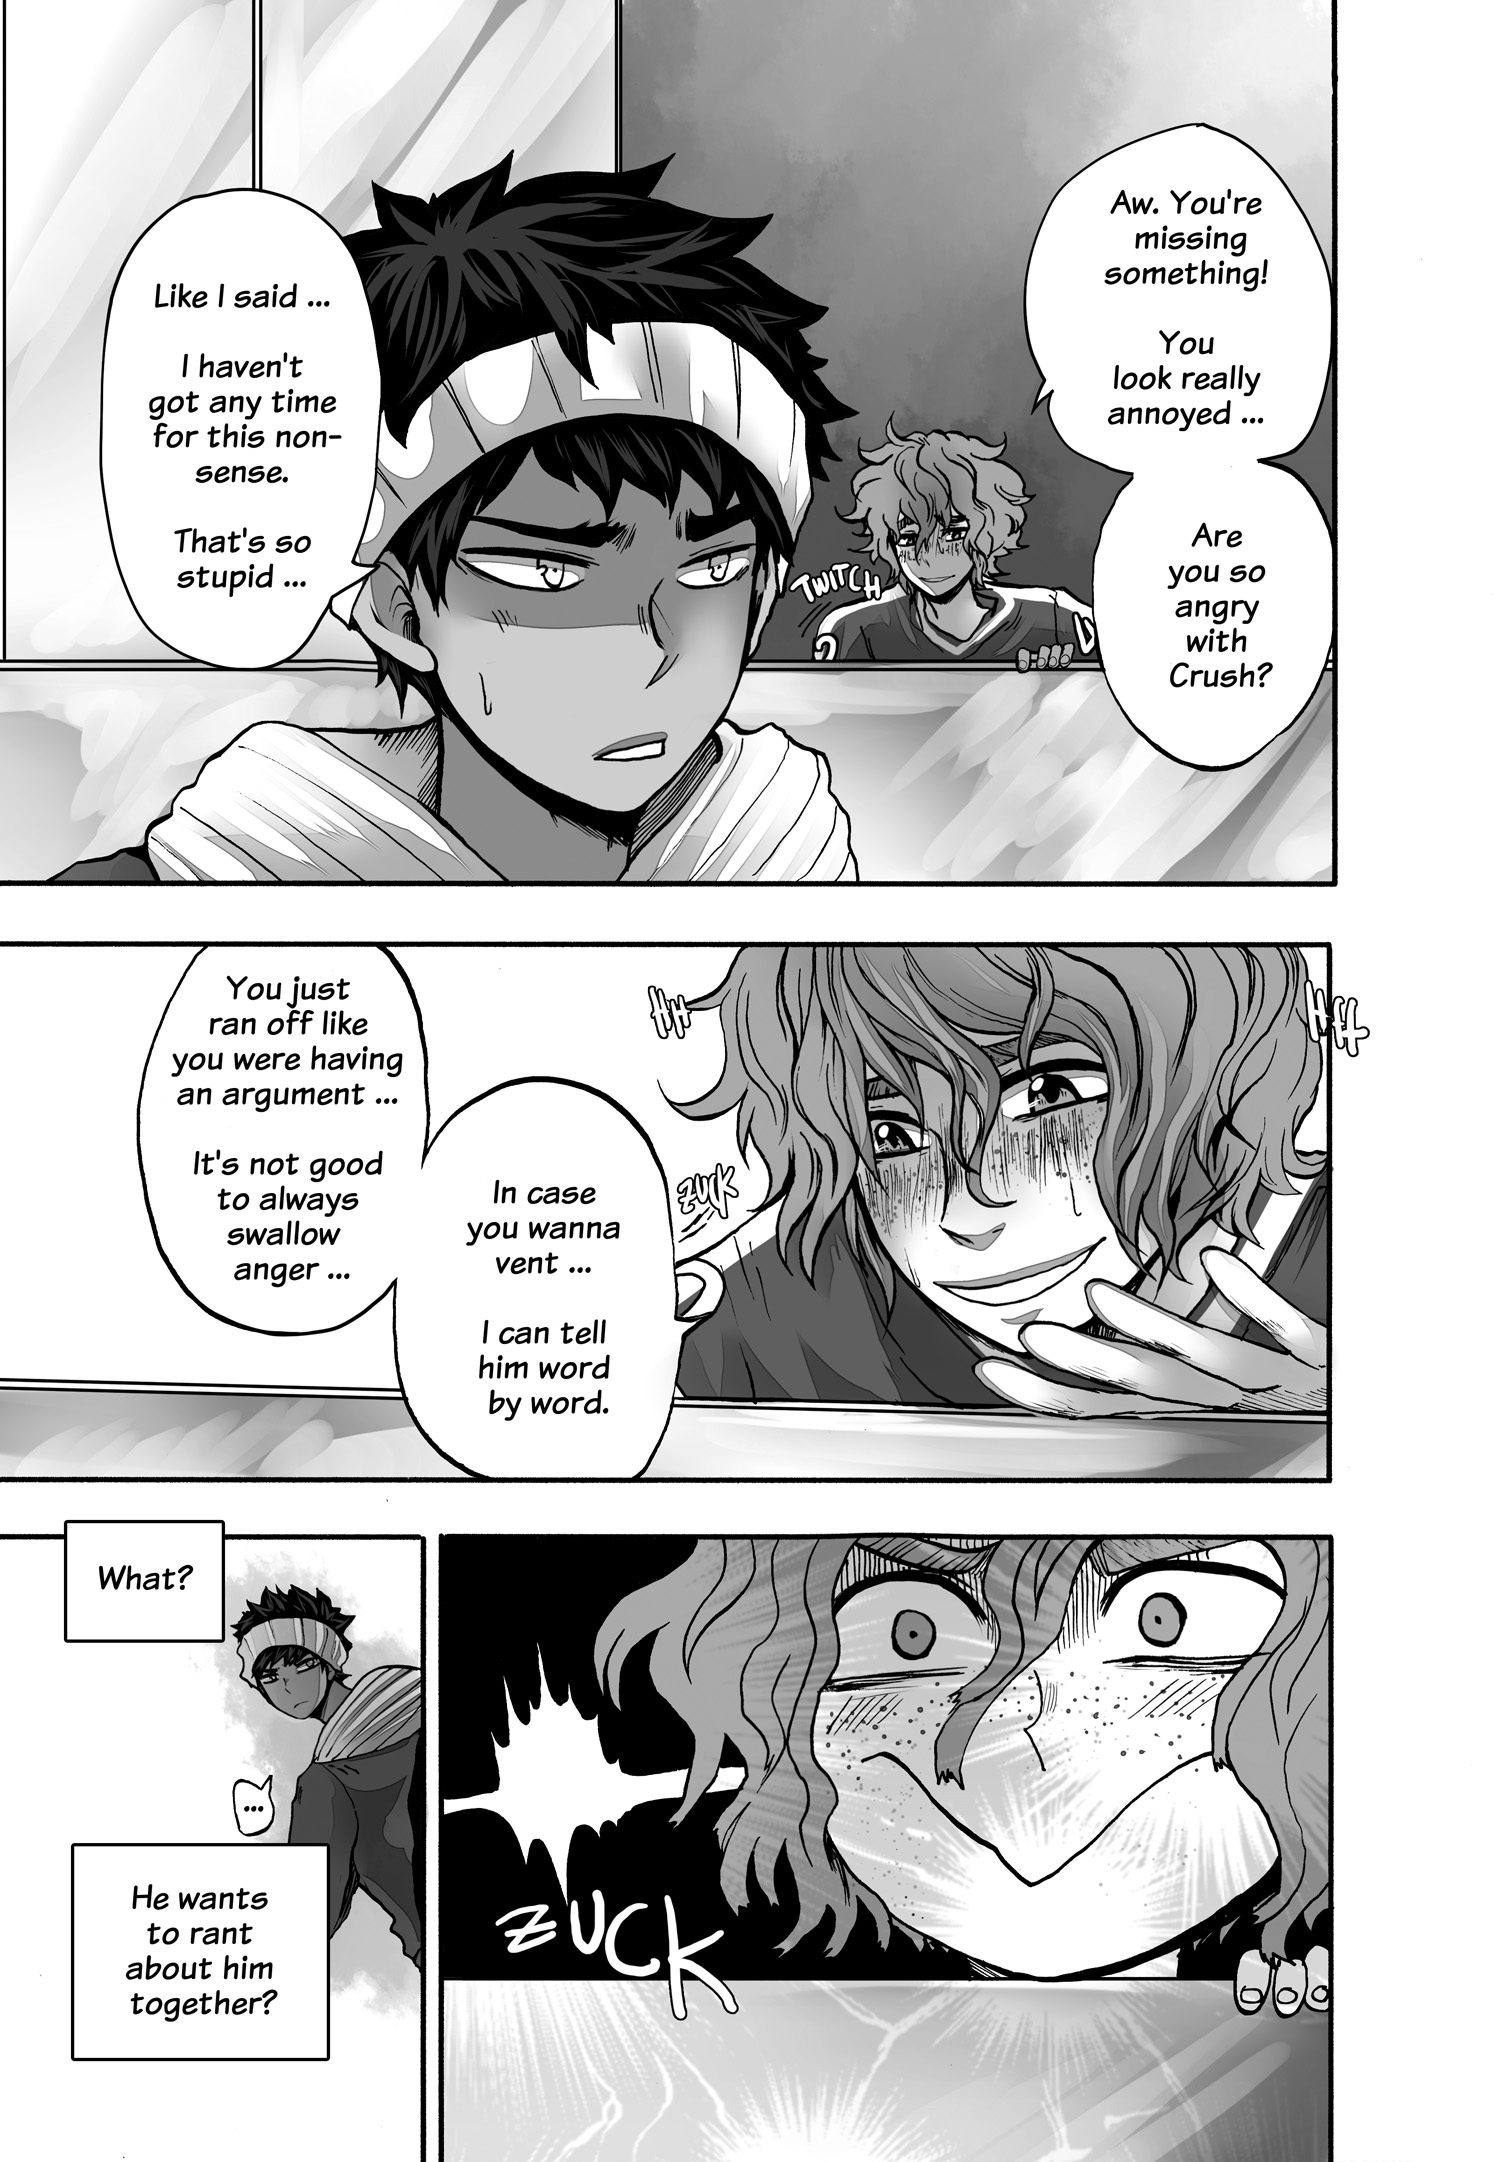 Aw. You're
missing
something!
You
look really
annoyed ...
Are
you so
angry
with
Crush?
TWITCH
Like I said ...
I haven't
got any time
for this non-
sense.
That's so
stupid ...
You just
ran off like
you were having
an argument ...
It's not good
to always
swallow
anger ...
In case
you wanna
vent ...
I can tell
him word
by word.
ZUCK
ZUCK
What?
...
He wants
to rant
about him
together?